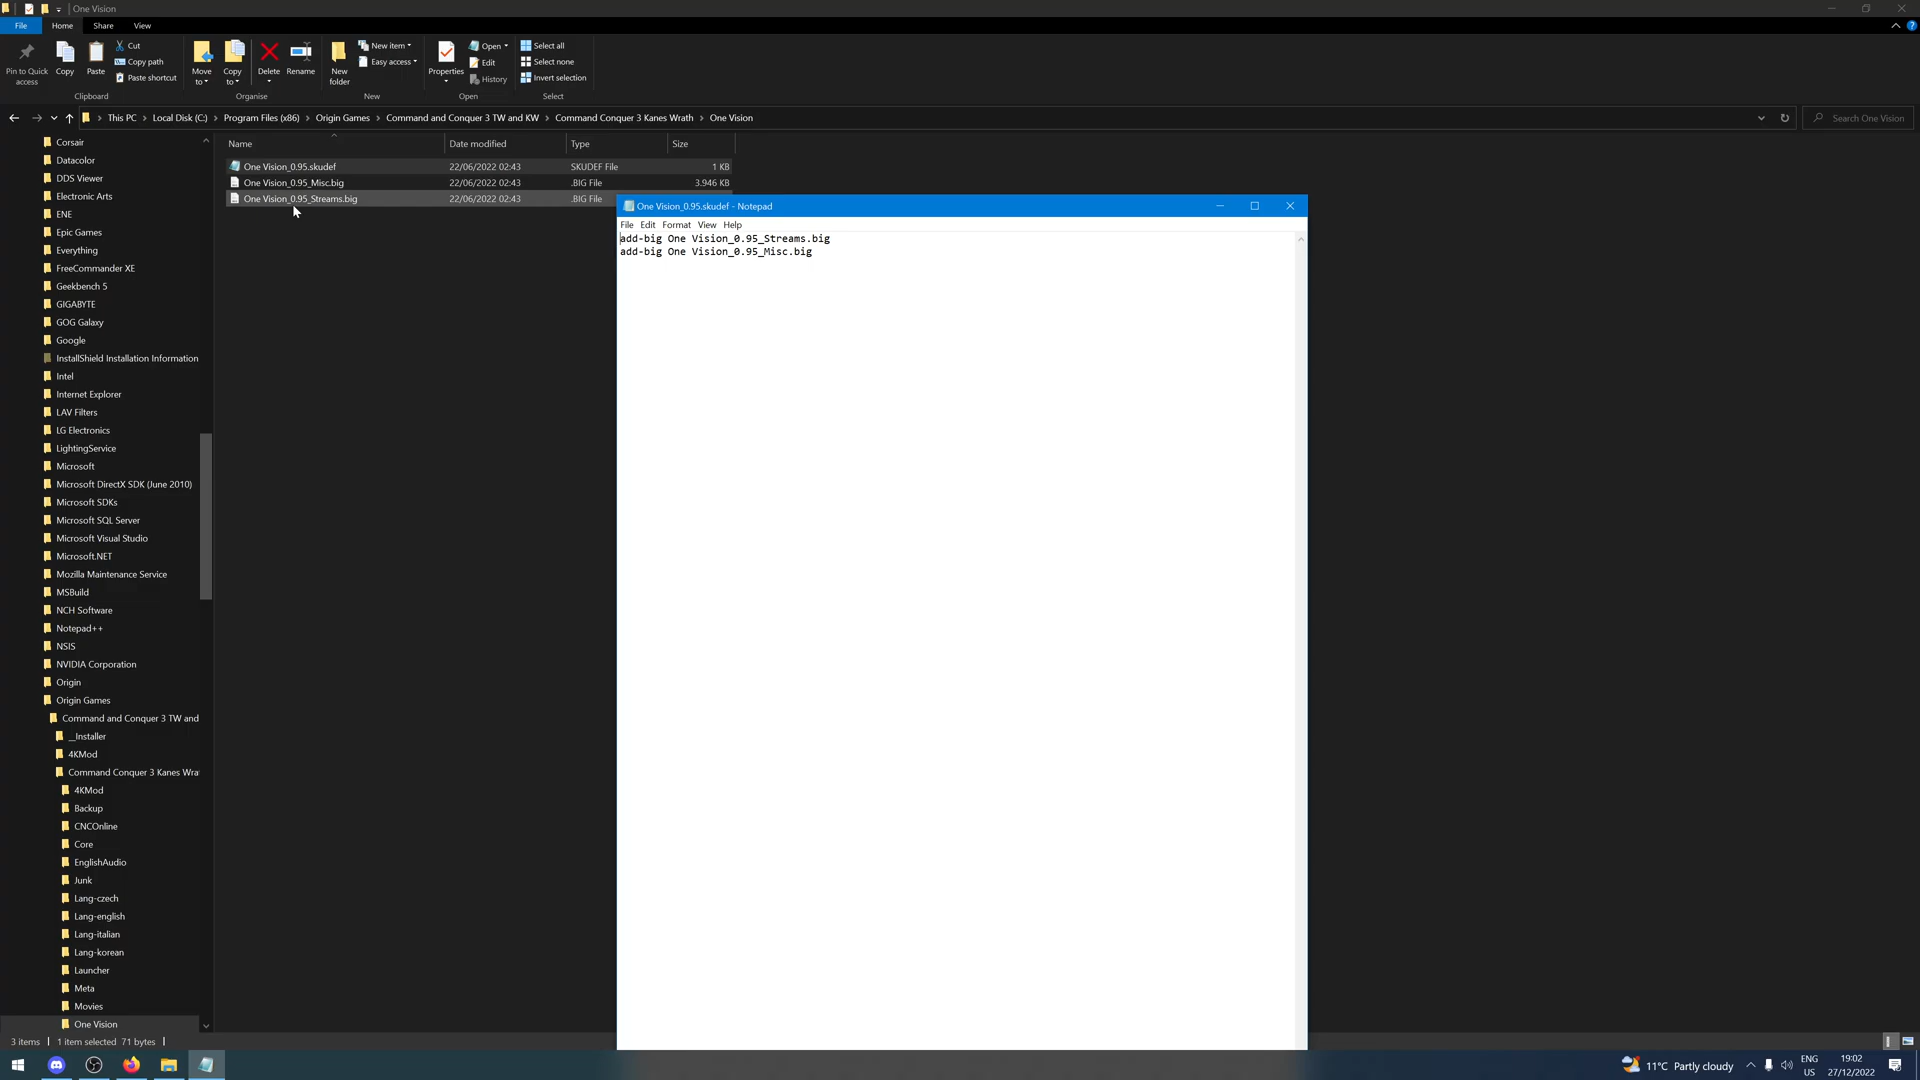 One Vision
File
Home
Share
View
Pin to Quick access
Copy
Paste
Cut
Copy path
Paste shortcut
Clipboard
Move to
Copy to
Delete
Rename
Organise
New folder
New item
Easy access
New
Properties
Open
Edit
History
Open
Select all
Select none
Invert selection
Select
This PC > Local Disk (C:) > Program Files (x86) > Origin Games > Command and Conquer 3 TW and KW > Command Conquer 3 Kanes Wrath > One Vision
Search One Vision
Corsair
Datacolor
DDS Viewer
Electronic Arts
ENE
Epic Games
Everything
FreeCommander XE
Geekbench 5
GIGABYTE
GOG Galaxy
Google
InstallShield Installation Information
Intel
Internet Explorer
LAV Filters
LG Electronics
LightingService
Microsoft
Microsoft DirectX SDK (June 2010)
Microsoft SDKs
Microsoft SQL Server
Microsoft Visual Studio
Microsoft.NET
Mozilla Maintenance Service
MSBuild
NCH Software
Notepad++
NSIS
NVIDIA Corporation
Origin
Origin Games
Command and Conquer 3 TW and
__Installer
4KMod
Command Conquer 3 Kanes Wra
4KMod
Backup
CNCOnline
Core
EnglishAudio
Junk
Lang-czech
Lang-english
Lang-italian
Lang-korean
Launcher
Meta
Movies
One Vision
Name Date modified Type Size
One Vision_0.95.skudef 22/06/2022 02:43 SKUDEF File 1 KB
One Vision_0.95_Misc.big 22/06/2022 02:43 .BIG File 3.946 KB
One Vision_0.95_Streams.big 22/06/2022 02:43 .BIG File
One Vision_0.95.skudef - Notepad
File Edit Format View Help
add-big One Vision_0.95_Streams.big
add-big One Vision_0.95_Misc.big
3 items 1 item selected 71 bytes
11°C Partly cloudy
ENG
US
19:02
27/12/2022